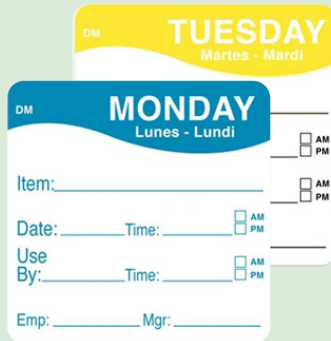 DM
TUESDAY
Martes - Mardi
AM
PM
AM
PM
DM
MONDAY
Lunes - Lundi
Item:
Date: Time: AM
PM
Use
By: Time: AM
PM
Emp: Mgr: